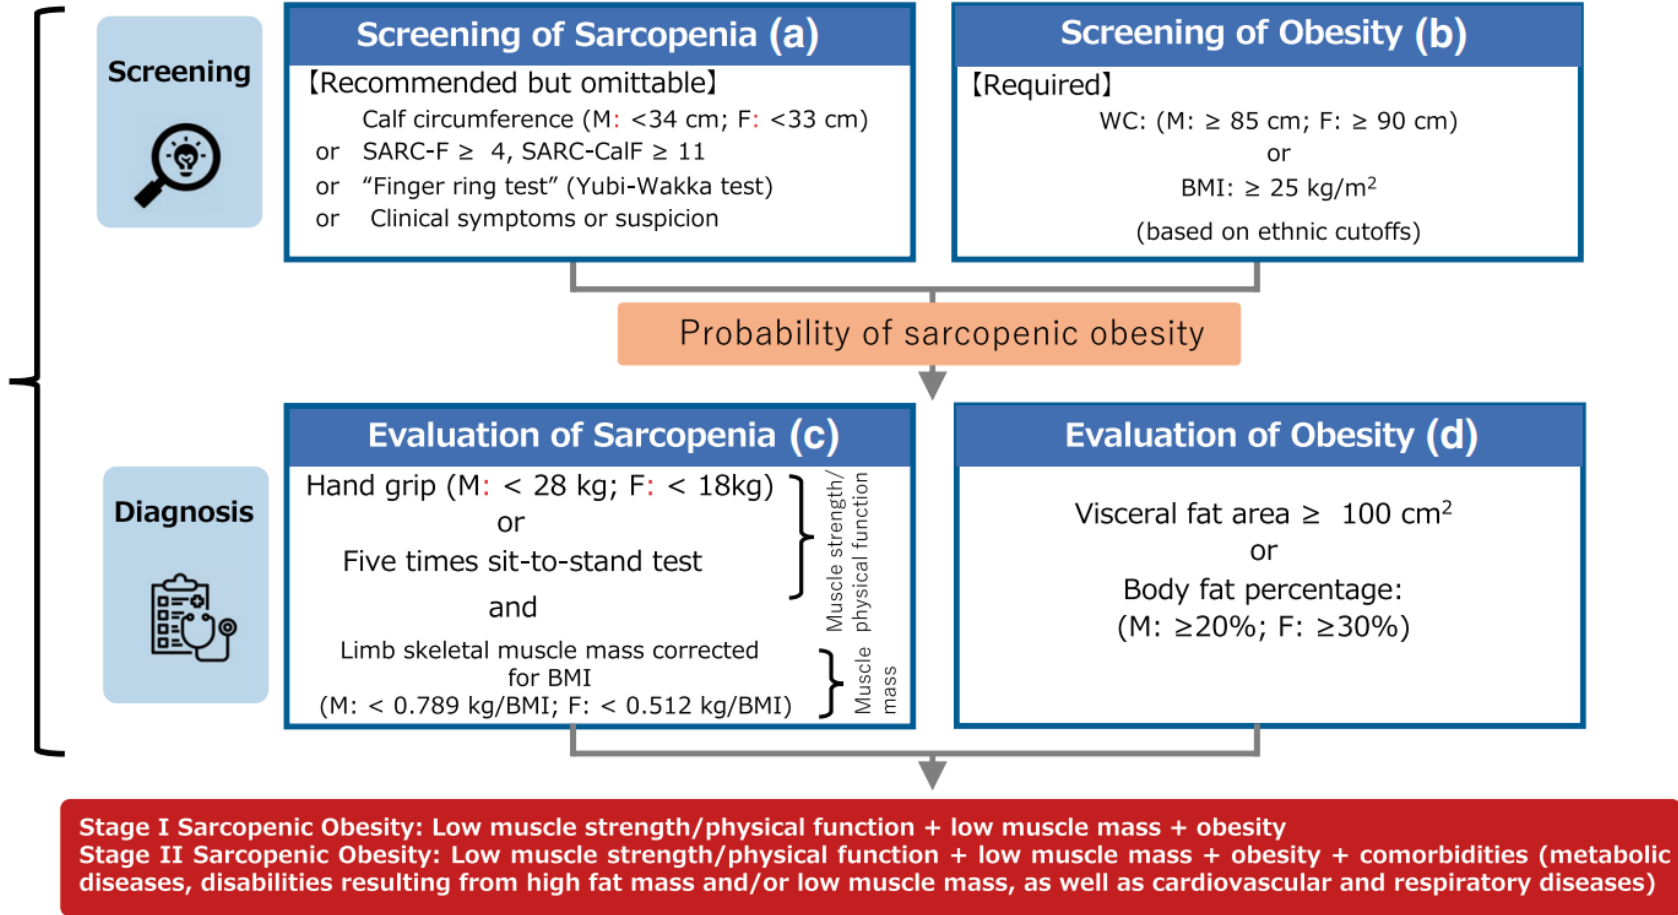 Screening
Screening of Sarcopenia (a)
【Recommended but omittable】
Calf circumference (M: <34 cm; F: <33 cm)
or SARC-F ≥ 4, SARC-CalF ≥ 11
or “Finger ring test” (Yubi-Wakka test)
or Clinical symptoms or suspicion
Screening of Obesity (b)
【Required】
WC: (M: ≥ 85 cm; F: ≥ 90 cm)
or
BMI: ≥ 25 kg/m²
(based on ethnic cutoffs)
Probability of sarcopenic obesity
Diagnosis
Evaluation of Sarcopenia (c)
Hand grip (M: < 28 kg; F: < 18kg)
or
Five times sit-to-stand test
and
Muscle strength/
physical function
Limb skeletal muscle mass corrected
for BMI
(M: < 0.789 kg/BMI; F: < 0.512 kg/BMI)
Muscle
mass
Evaluation of Obesity (d)
Visceral fat area ≥ 100 cm²
or
Body fat percentage:
(M: ≥20%; F: ≥30%)
Stage I Sarcopenic Obesity: Low muscle strength/physical function + low muscle mass + obesity
Stage II Sarcopenic Obesity: Low muscle strength/physical function + low muscle mass + obesity + comorbidities (metabolic
diseases, disabilities resulting from high fat mass and/or low muscle mass, as well as cardiovascular and respiratory diseases)